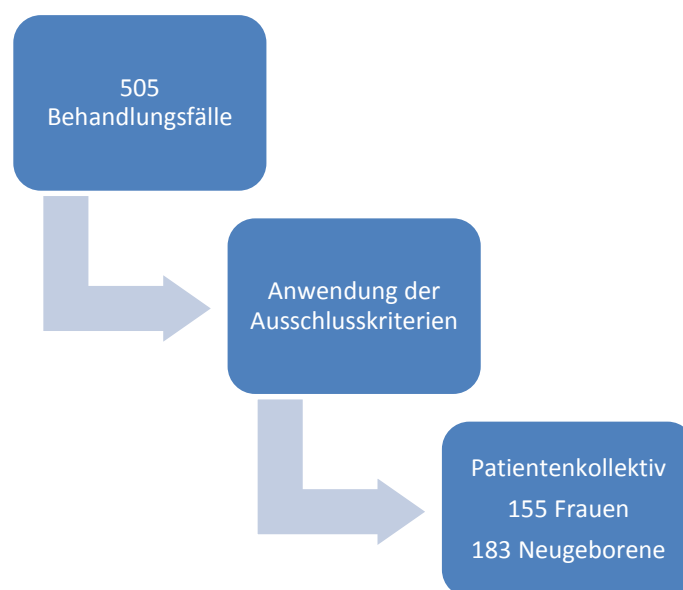 505
Behandlungsfälle
Anwendung der
Ausschlusskriterien
Patientenkollektiv
155 Frauen
183 Neugeborene